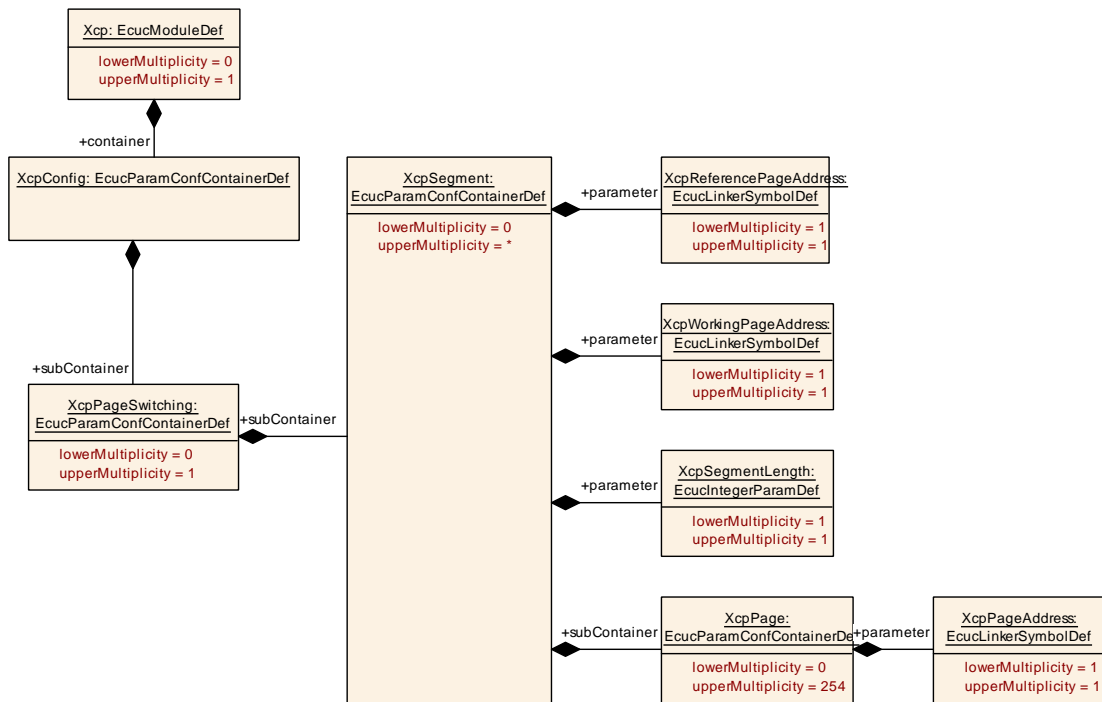 Xcp: EcucModuleDef
lowerMultiplicity = 0
upperMultiplicity = 1
+container
XcpConfig: EcucParamConfContainerDef
+subContainer
XcpPageSwitching:
EcucParamConfContainerDef
lowerMultiplicity = 0
upperMultiplicity = 1
+subContainer
XcpSegment:
EcucParamConfContainerDef
lowerMultiplicity = 0
upperMultiplicity = *
+parameter
XcpReferencePageAddress:
EcucLinkerSymbolDef
lowerMultiplicity = 1
upperMultiplicity = 1
+parameter
XcpWorkingPageAddress:
EcucLinkerSymbolDef
lowerMultiplicity = 1
upperMultiplicity = 1
+parameter
XcpSegmentLength:
EcucIntegerParamDef
lowerMultiplicity = 1
upperMultiplicity = 1
+subContainer
XcpPage:
EcucParamConfContainerDe
lowerMultiplicity = 0
upperMultiplicity = 254
+parameter
XcpPageAddress:
EcucLinkerSymbolDef
lowerMultiplicity = 1
upperMultiplicity = 1